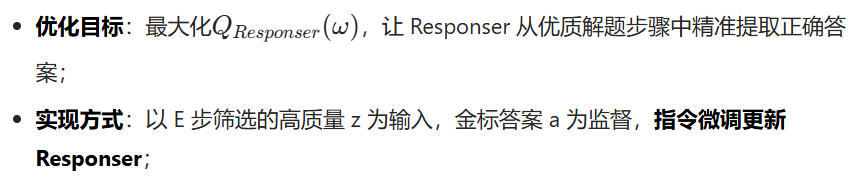 • 优化目标：最大化Q_{Responser}(ω)，让 Responser 从优质解题步骤中精准提取正确答
案；
• 实现方式：以 E 步筛选的高质量 z 为输入，金标答案 a 为监督，指令微调更新
Responser；